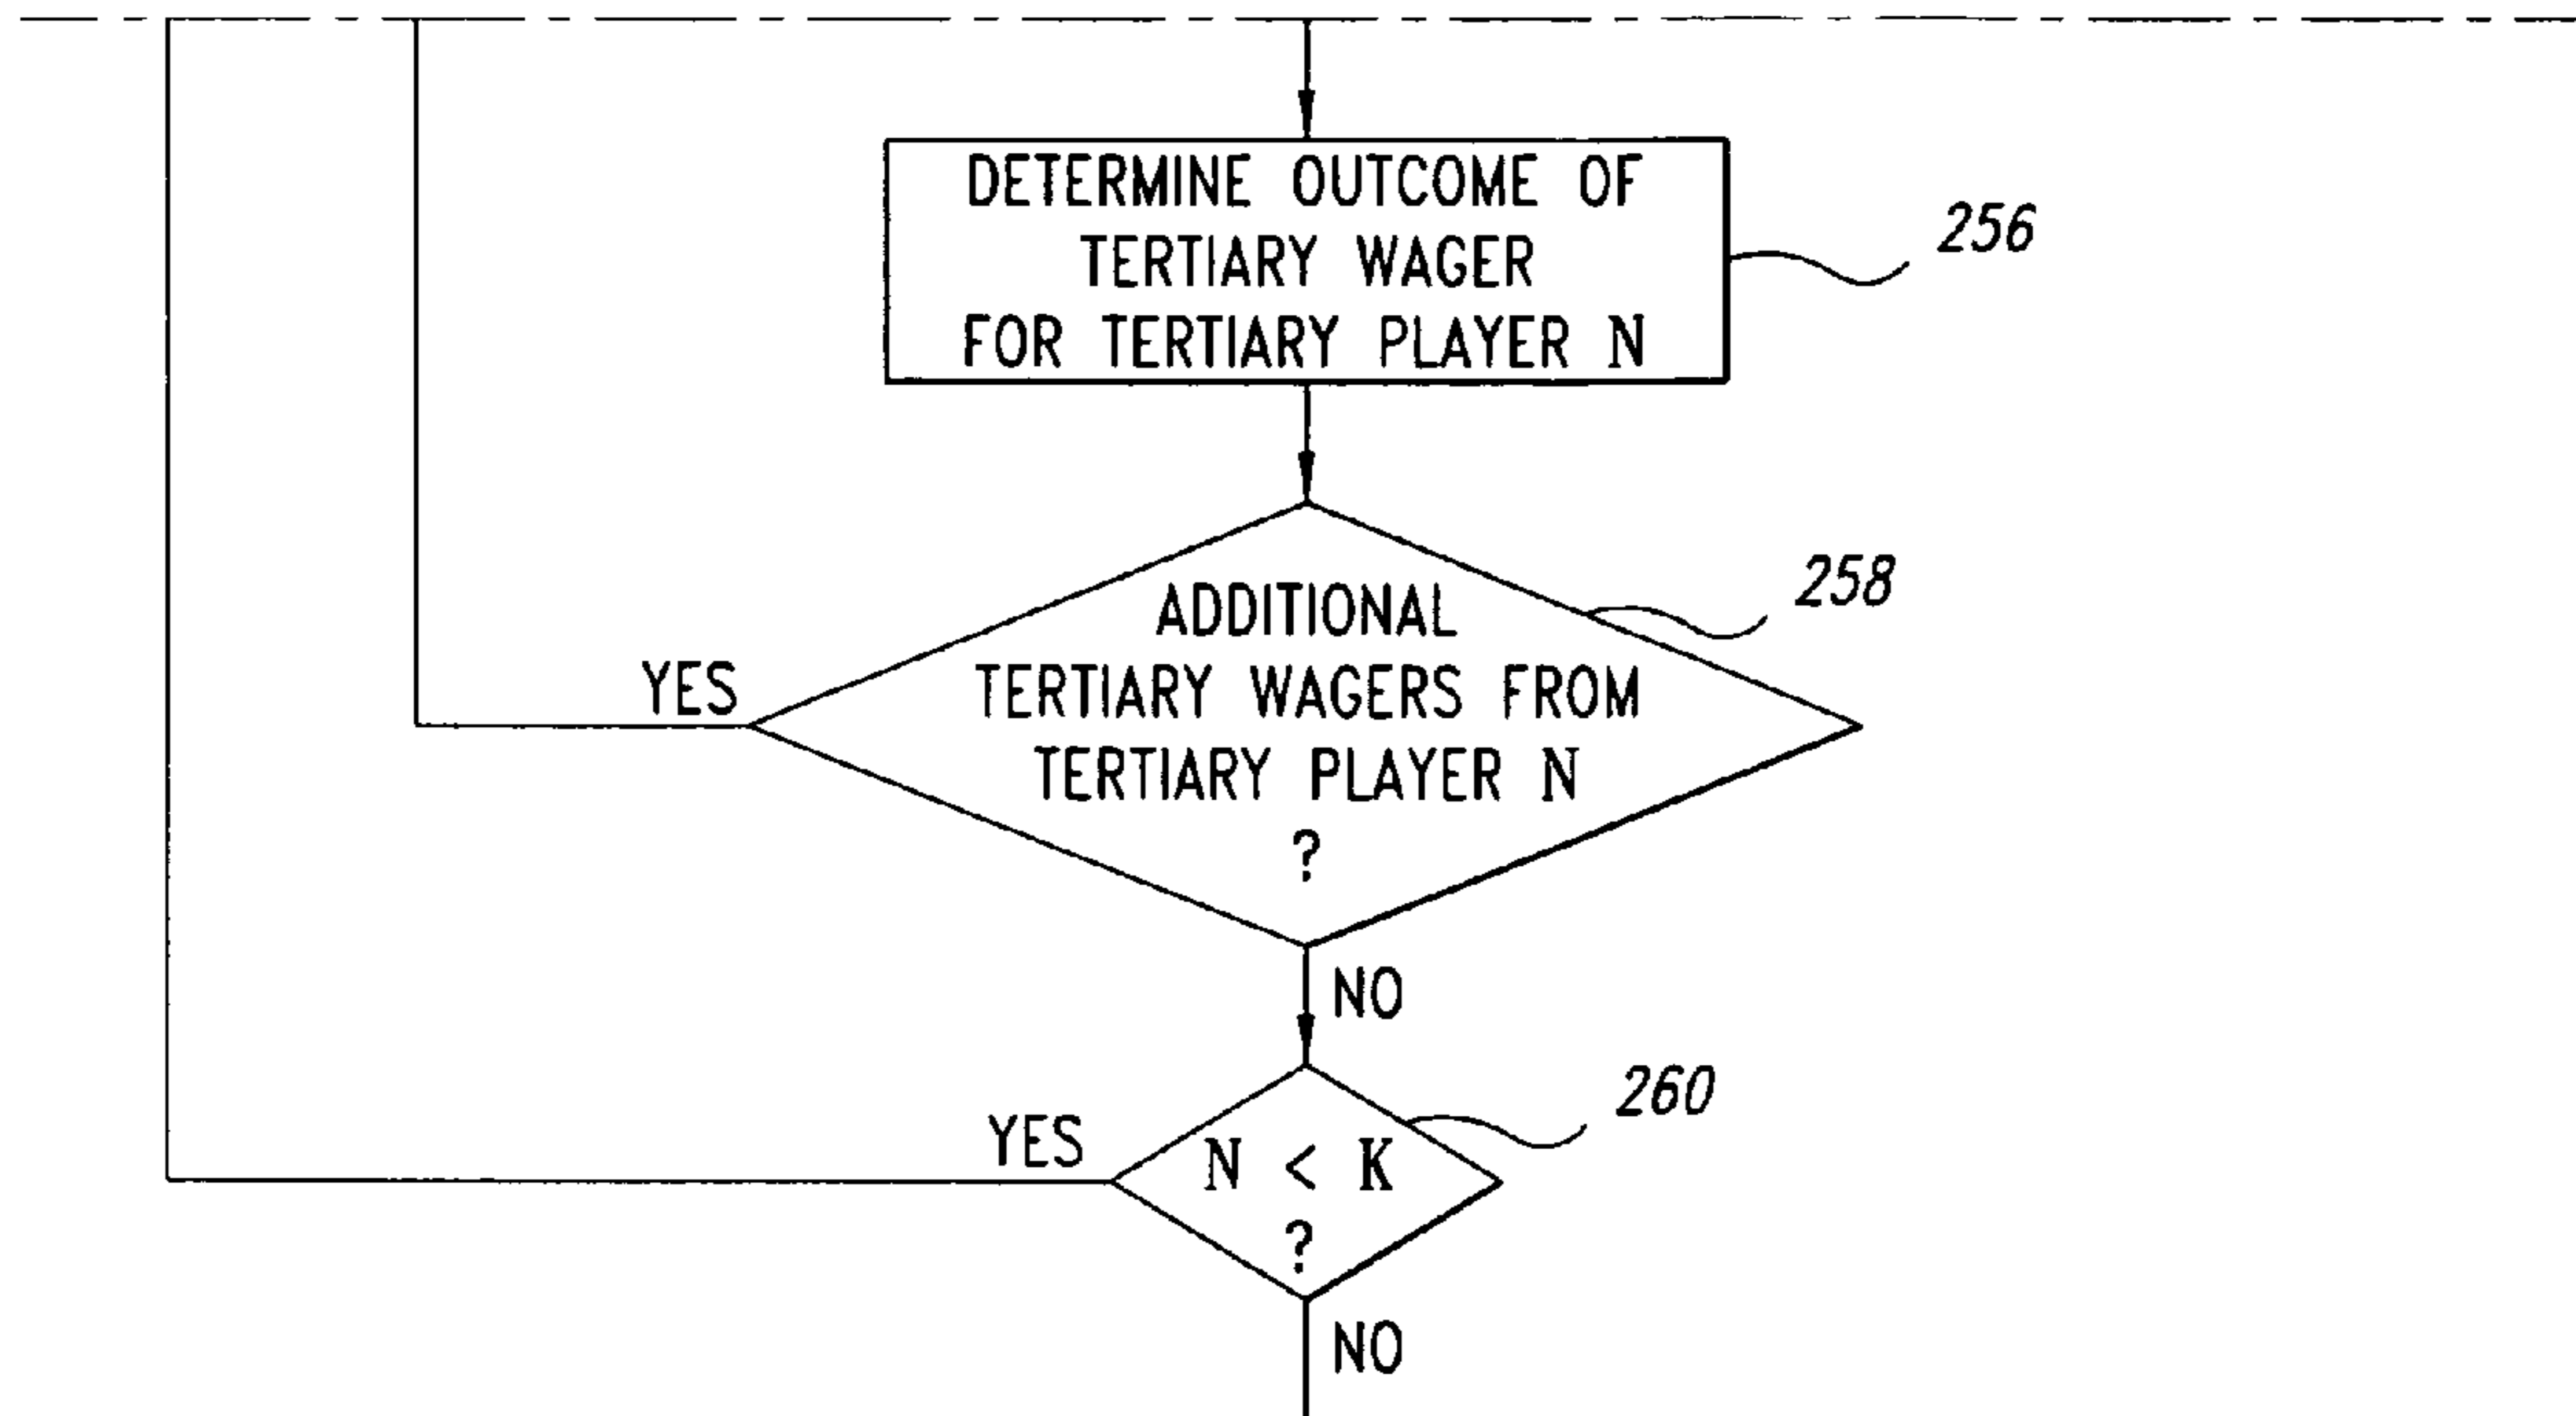 DETERMINE OUTCOME OF
TERTIARY WAGER
FOR TERTIARY PLAYER N
256
ADDITIONAL
TERTIARY WAGERS FROM
TERTIARY PLAYER N
?
258
YES
NO
N < K
?
260
YES
NO